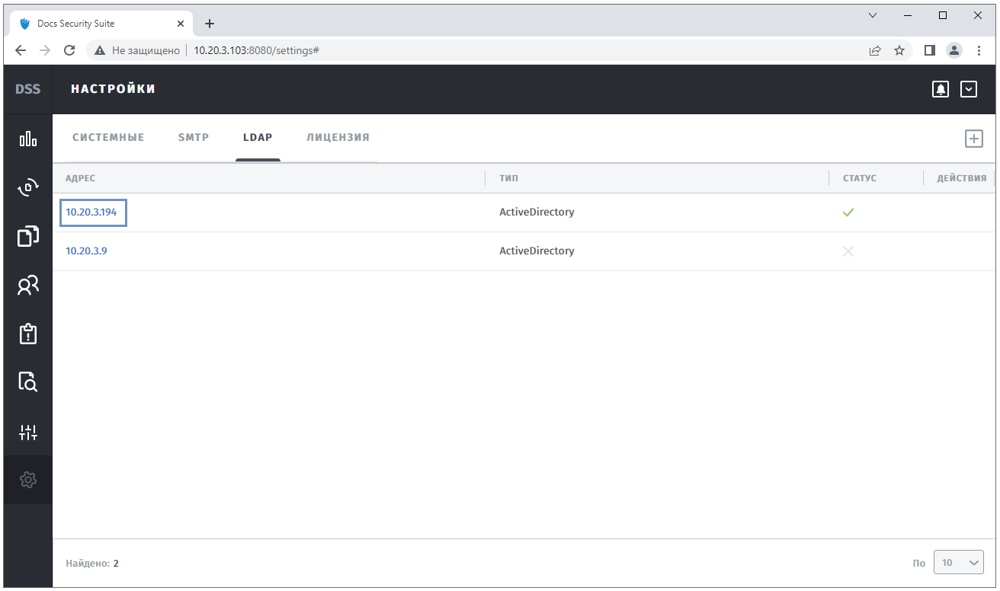 Docs Security Suite
Не защищено 10.20.3.103:8080/settings#
DSS НАСТРОЙКИ
СИСТЕМНЫЕ SMTP LDAP ЛИЦЕНЗИЯ
АДРЕС ТИП СТАТУС ДЕЙСТВИЯ
10.20.3.194 ActiveDirectory
10.20.3.9 ActiveDirectory
Найдено: 2 По 10